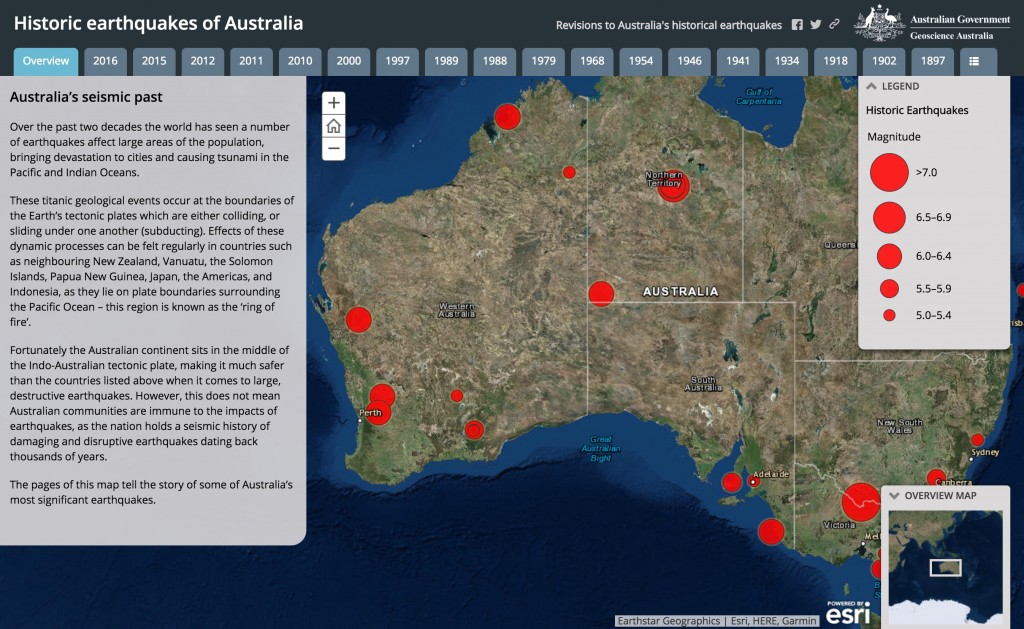 Historic earthquakes of Australia
Revisions to Australia's historical earthquakes
Australian Government
Geoscience Australia
Overview 2016 2015 2012 2011 2010 2000 1997 1989 1988 1979 1968 1954 1946 1941 1934 1918 1902 1897
Australia's seismic past
Over the past two decades the world has seen a number
of earthquakes affect large areas of the population,
bringing devastation to cities and causing tsunami in the
Pacific and Indian Oceans.
These titanic geological events occur at the boundaries of
the Earth's tectonic plates which are either colliding, or
sliding under one another (subducting). Effects of these
dynamic processes can be felt regularly in countries such
as neighbouring New Zealand, Vanuatu, the Solomon
Islands, Papua New Guinea, Japan, the Americas, and
Indonesia, as they lie on plate boundaries surrounding
the Pacific Ocean – this region is known as the 'ring of
fire'.
Fortunately the Australian continent sits in the middle of
the Indo-Australian tectonic plate, making it much safer
than the countries listed above when it comes to large,
destructive earthquakes. However, this does not mean
Australian communities are immune to the impacts of
earthquakes, as the nation holds a seismic history of
damaging and disruptive earthquakes dating back
thousands of years.
The pages of this map tell the story of some of Australia's
most significant earthquakes.
+
−
Gulf of
Carpentaria
Northern
Territory
Queens
AUSTRALIA
Western
Australia
South
Australia
Perth
Great
Australian
Bight
New South
Wales
Sydney
Adelaide
Canberra
Victoria
Mel
B
S
isb
LEGEND
Historic Earthquakes
Magnitude
>7.0
6.5–6.9
6.0–6.4
5.5–5.9
5.0–5.4
OVERVIEW MAP
Earthstar Geographics | Esri, HERE, Garmin
POWERED BY
esri